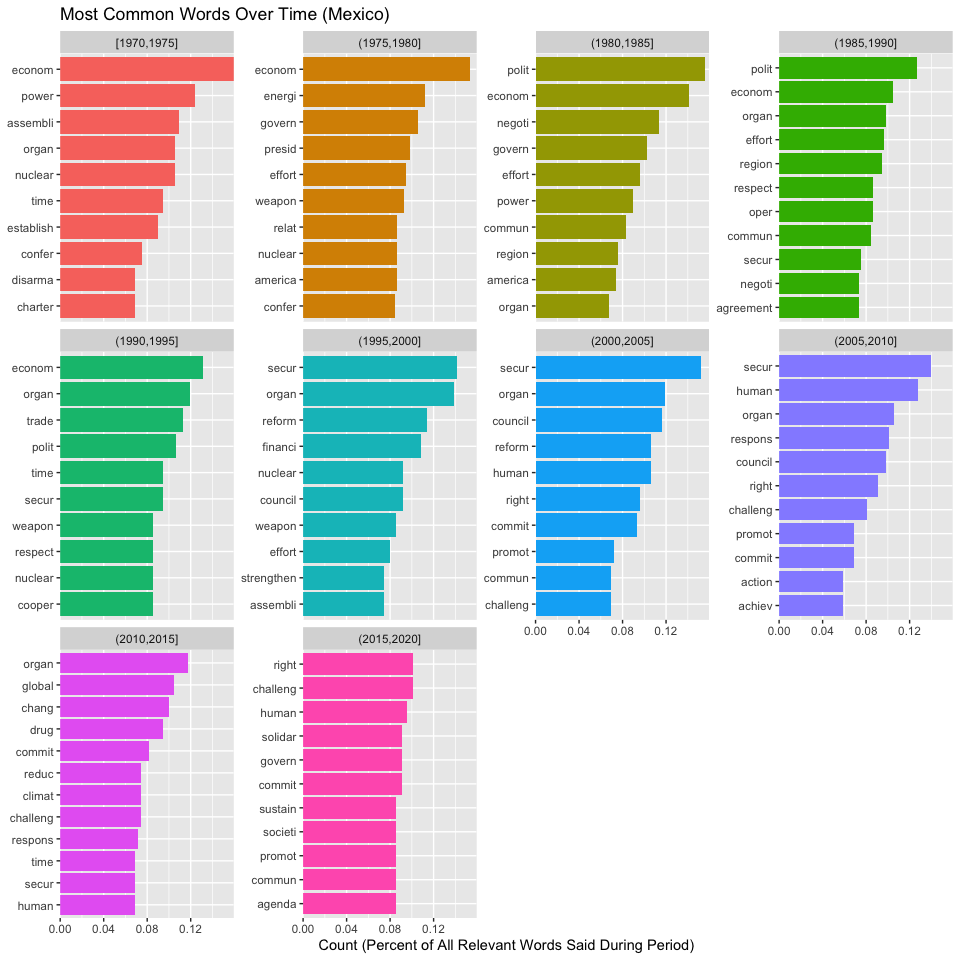 Most Common Words Over Time (Mexico)
[1970,1975]
econom
power
assembli
organ
nuclear
time
establish
confer
disarma
charter
(1975,1980]
econom
energi
govern
presid
effort
weapon
relat
nuclear
america
confer
(1980,1985]
polit
econom
negoti
govern
effort
power
commun
region
america
organ
(1985,1990]
polit
econom
organ
effort
region
respect
oper
commun
secur
negoti
agreement
(1990,1995]
econom
organ
trade
polit
time
secur
weapon
respect
nuclear
cooper
(1995,2000]
secur
organ
reform
financi
nuclear
council
weapon
effort
strengthen
assembli
(2000,2005]
secur
organ
council
reform
human
right
commit
promot
commun
challeng
0.00 0.04 0.08 0.12
(2005,2010]
secur
human
organ
respons
council
right
challeng
promot
commit
action
achiev
0.00 0.04 0.08 0.12
(2010,2015]
organ
global
chang
drug
commit
reduc
climat
challeng
respons
time
secur
human
0.00 0.04 0.08 0.12
(2015,2020]
right
challeng
human
solidar
govern
commit
sustain
societi
promot
commun
agenda
0.00 0.04 0.08 0.12
Count (Percent of All Relevant Words Said During Period)